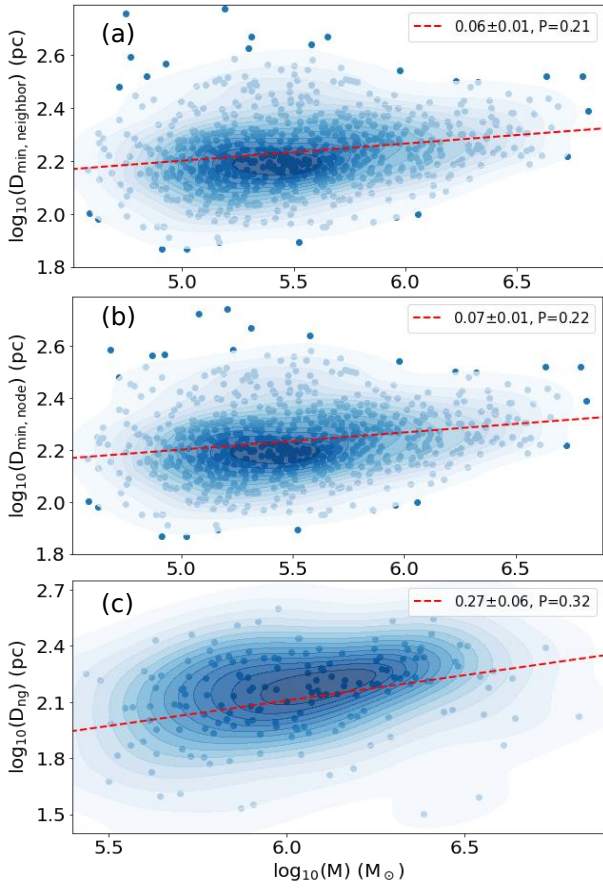 (a)
0.06±0.01, P=0.21
log₁₀(D_min, neighbor) (pc)
2.6
2.4
2.2
2.0
1.8
5.0 5.5 6.0 6.5
(b)
0.07±0.01, P=0.22
log₁₀(D_min, node) (pc)
2.6
2.4
2.2
2.0
1.8
5.0 5.5 6.0 6.5
(c)
0.27±0.06, P=0.32
log₁₀(D_ng) (pc)
2.7
2.4
2.1
1.8
1.5
5.5 6.0 6.5
log₁₀(M) (M_⊙)